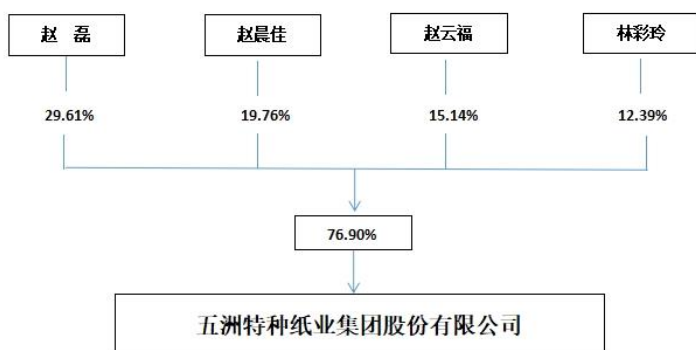 赵 磊 赵晨佳 赵云福 林彩玲
29.61% 19.76% 15.14% 12.39%
76.90%
五洲特种纸业集团股份有限公司